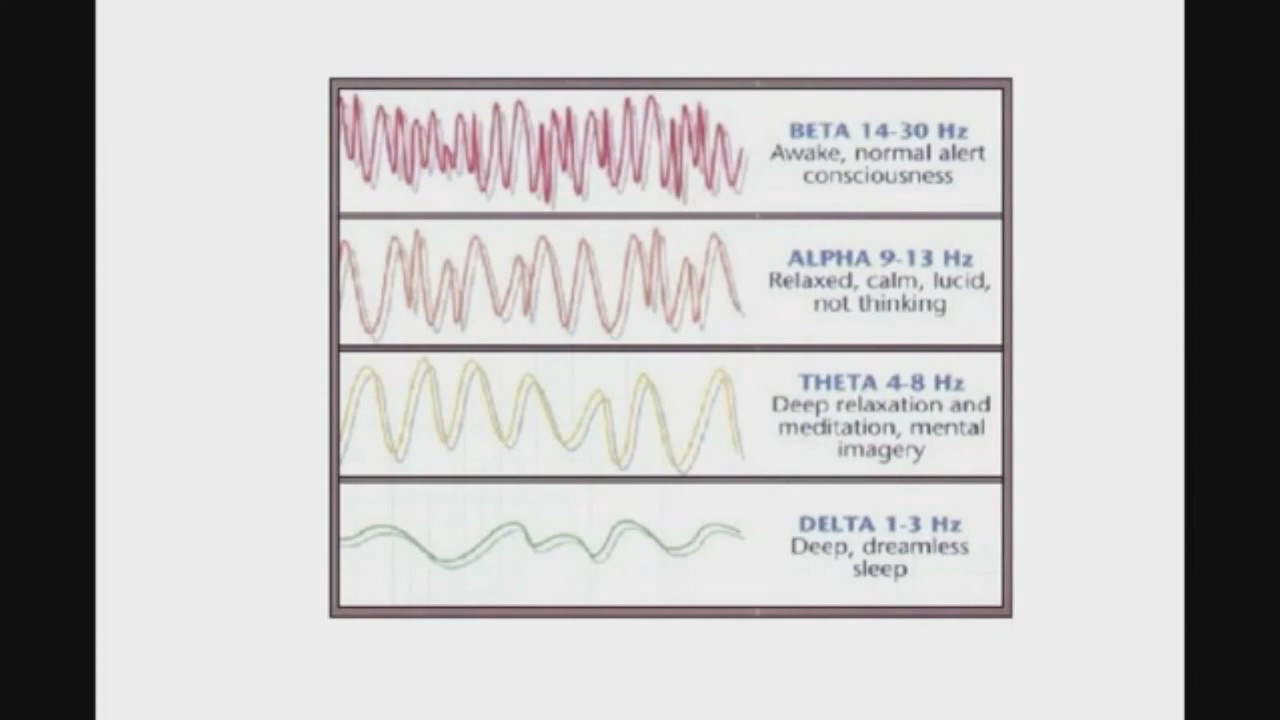 BETA 14-30 Hz
Awake, normal alert
consciousness
ALPHA 9-13 Hz
Relaxed, calm, lucid,
not thinking
THETA 4-8 Hz
Deep relaxation and
meditation, mental
imagery
DELTA 1-3 Hz
Deep, dreamless
sleep